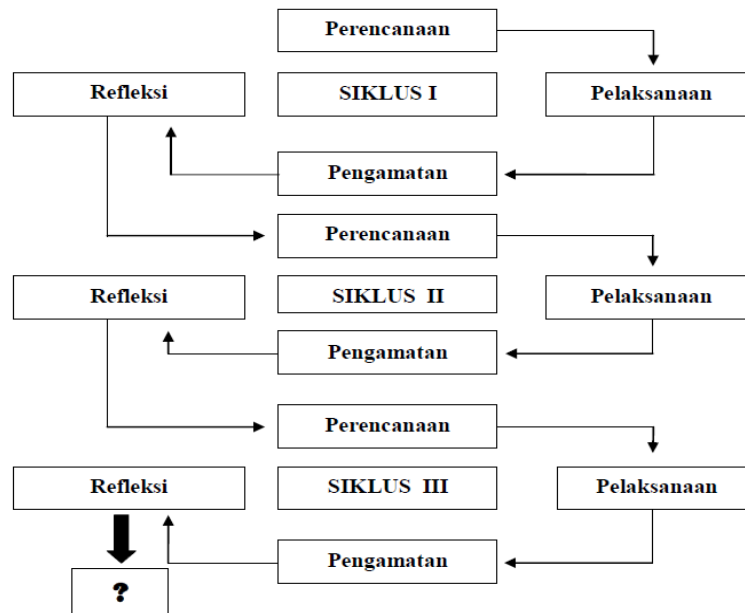 Perencanaan
Refleksi
SIKLUS I
Pelaksanaan
Pengamatan
Perencanaan
Refleksi
SIKLUS II
Pelaksanaan
Pengamatan
Perencanaan
Refleksi
SIKLUS III
Pelaksanaan
Pengamatan
?